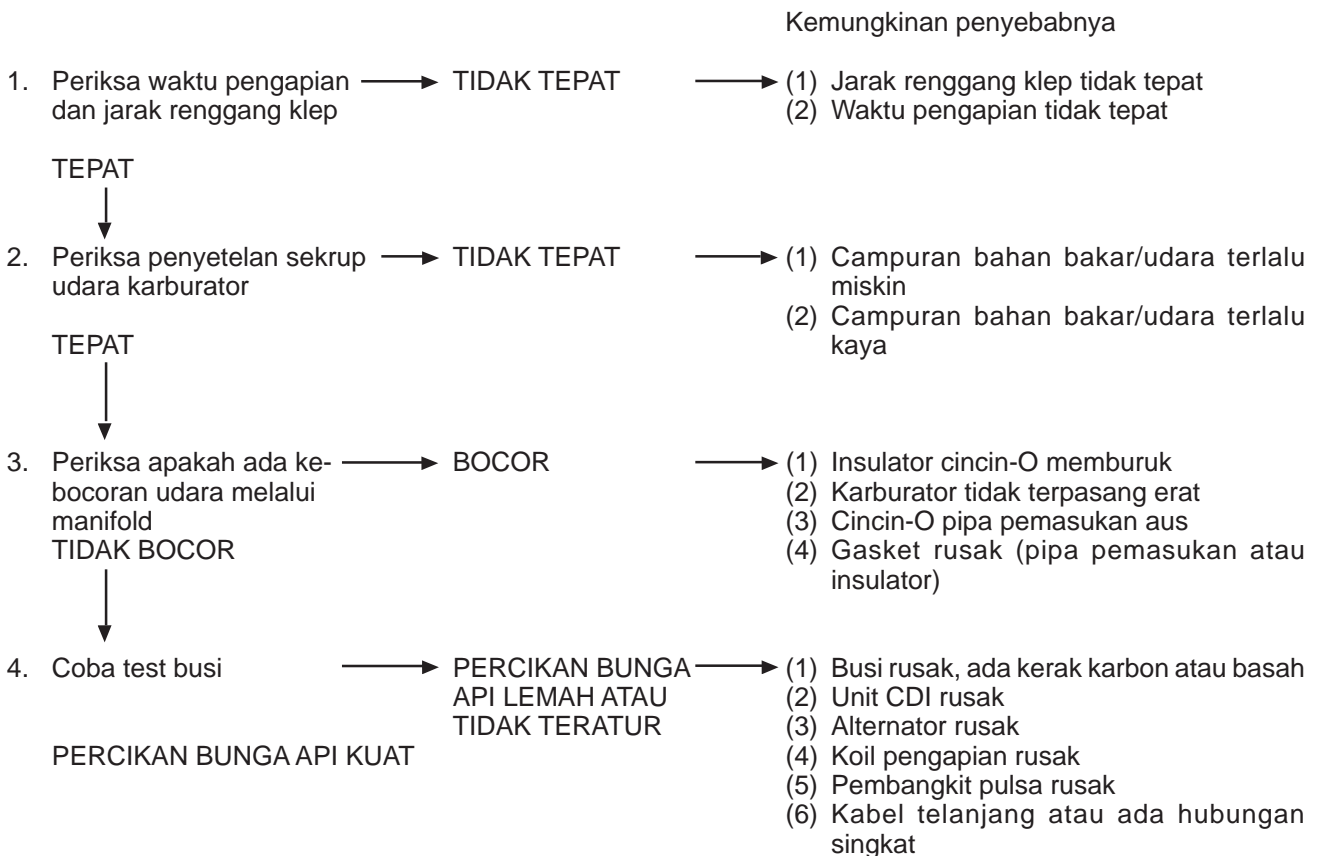 Kemungkinan penyebabnya
1. Periksa waktu pengapian
dan jarak renggang klep
TIDAK TEPAT
(1) Jarak renggang klep tidak tepat
(2) Waktu pengapian tidak tepat
TEPAT
2. Periksa penyetelan sekrup
udara karburator
TIDAK TEPAT
(1) Campuran bahan bakar/udara terlalu
miskin
(2) Campuran bahan bakar/udara terlalu
kaya
TEPAT
3. Periksa apakah ada ke-
bocoran udara melalui
manifold
BOCOR
(1) Insulator cincin-O memburuk
(2) Karburator tidak terpasang erat
(3) Cincin-O pipa pemasukan aus
(4) Gasket rusak (pipa pemasukan atau
insulator)
TIDAK BOCOR
4. Coba test busi
PERCIKAN BUNGA
API LEMAH ATAU
TIDAK TERATUR
(1) Busi rusak, ada kerak karbon atau basah
(2) Unit CDI rusak
(3) Alternator rusak
(4) Koil pengapian rusak
(5) Pembangkit pulsa rusak
(6) Kabel telanjang atau ada hubungan
singkat
PERCIKAN BUNGA API KUAT